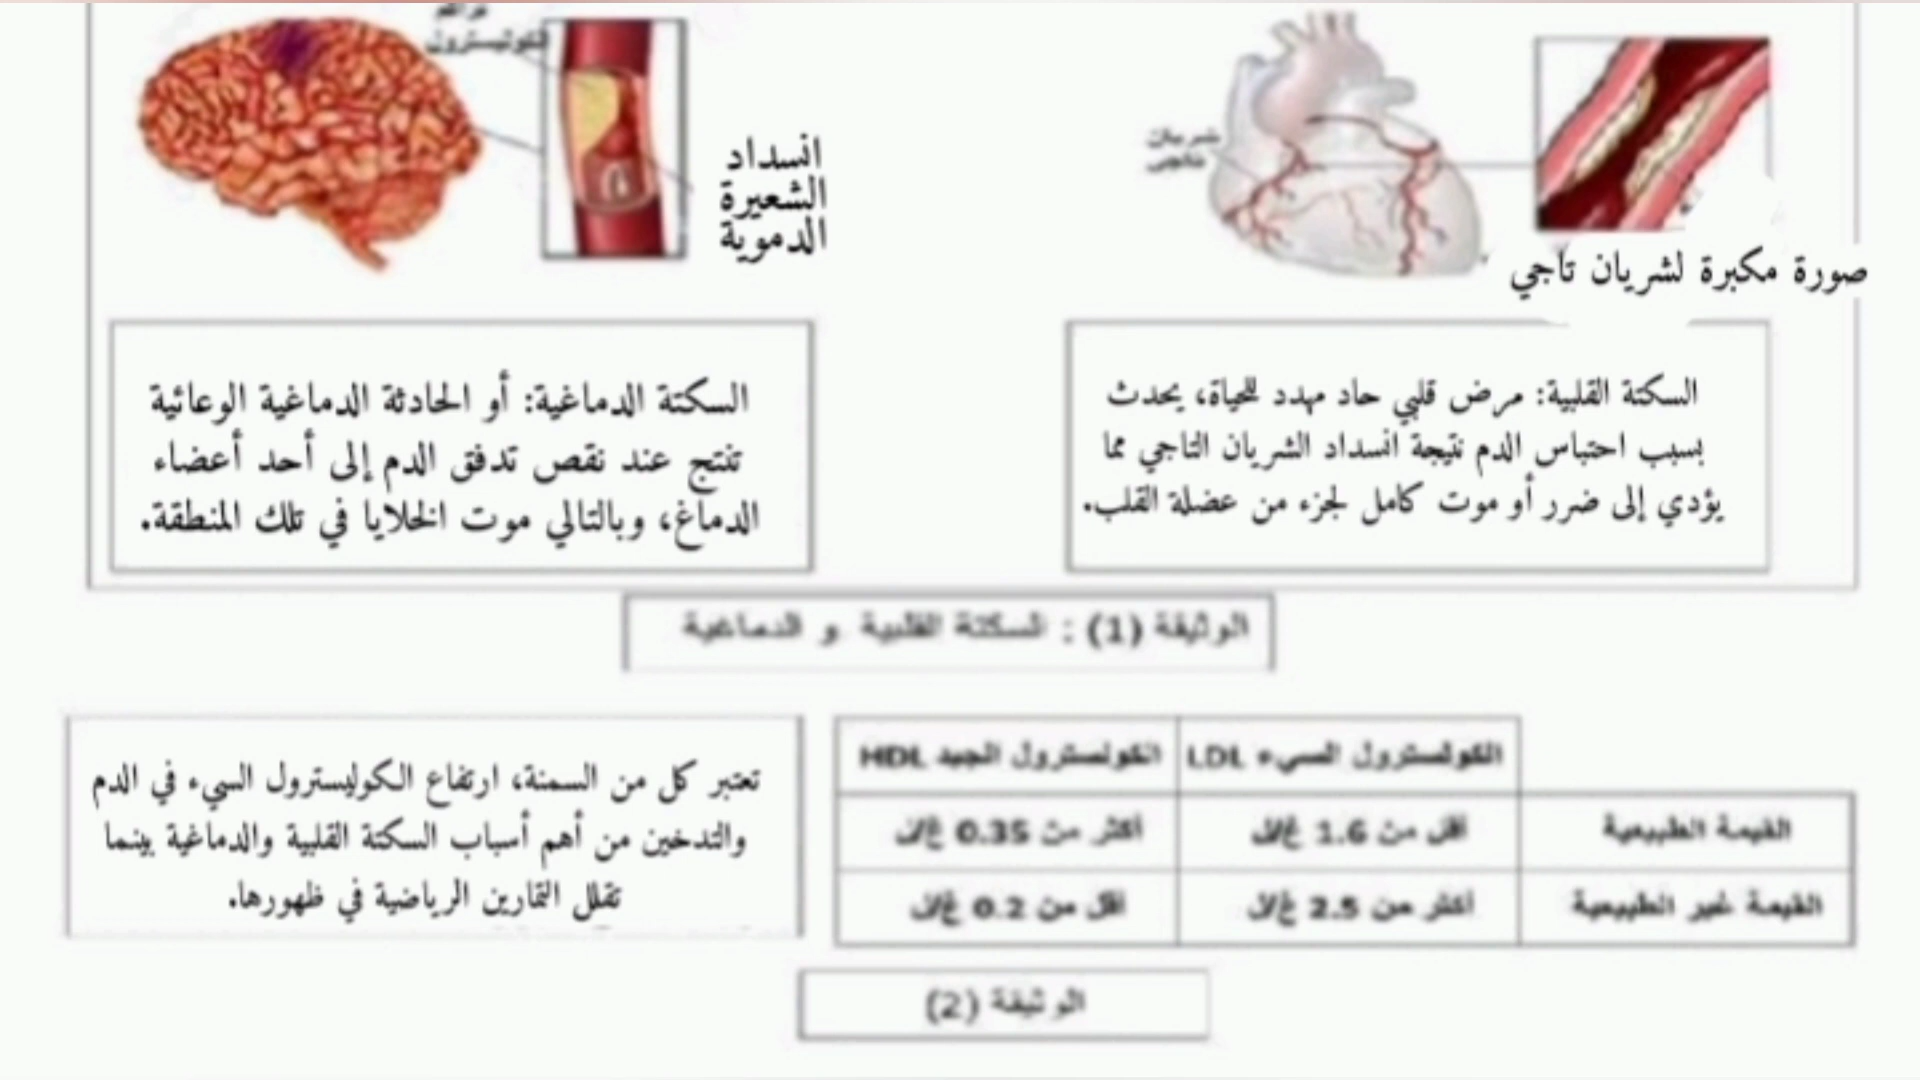 تراكم
الكوليسترول
انسداد
الشعيرة
الدموية
شريان
تاجي
صورة مكبرة لشريان تاجي
السكتة القلبية: مرض قلبي حاد مهدد للحياة، يحدث
بسبب احتباس الدم نتيجة انسداد الشريان التاجي مما
يؤدي إلى ضرر أو موت كامل لجزء من عضلة القلب.
السكتة الدماغية: أو الحادثة الدماغية الوعائية
تنتج عند نقص تدفق الدم إلى أحد أعضاء
الدماغ، وبالتالي موت الخلايا في تلك المنطقة.
الوثيقة (1) : السكتة القلبية و الدماغية
الكولسترول السيء LDL الكولسترول الجيد HDL
القيمة الطبيعية أقل من 1.6 غ/ل أكثر من 0.35 غ/ل
القيمة غير الطبيعية أكثر من 2.5 غ/ل أقل من 0.2 غ/ل
تعتبر كل من السمنة، ارتفاع الكوليسترول السيء في الدم
والتدخين من أهم أسباب السكتة القلبية والدماغية بينما
تقلل التمارين الرياضية في ظهورها.
الوثيقة (2)